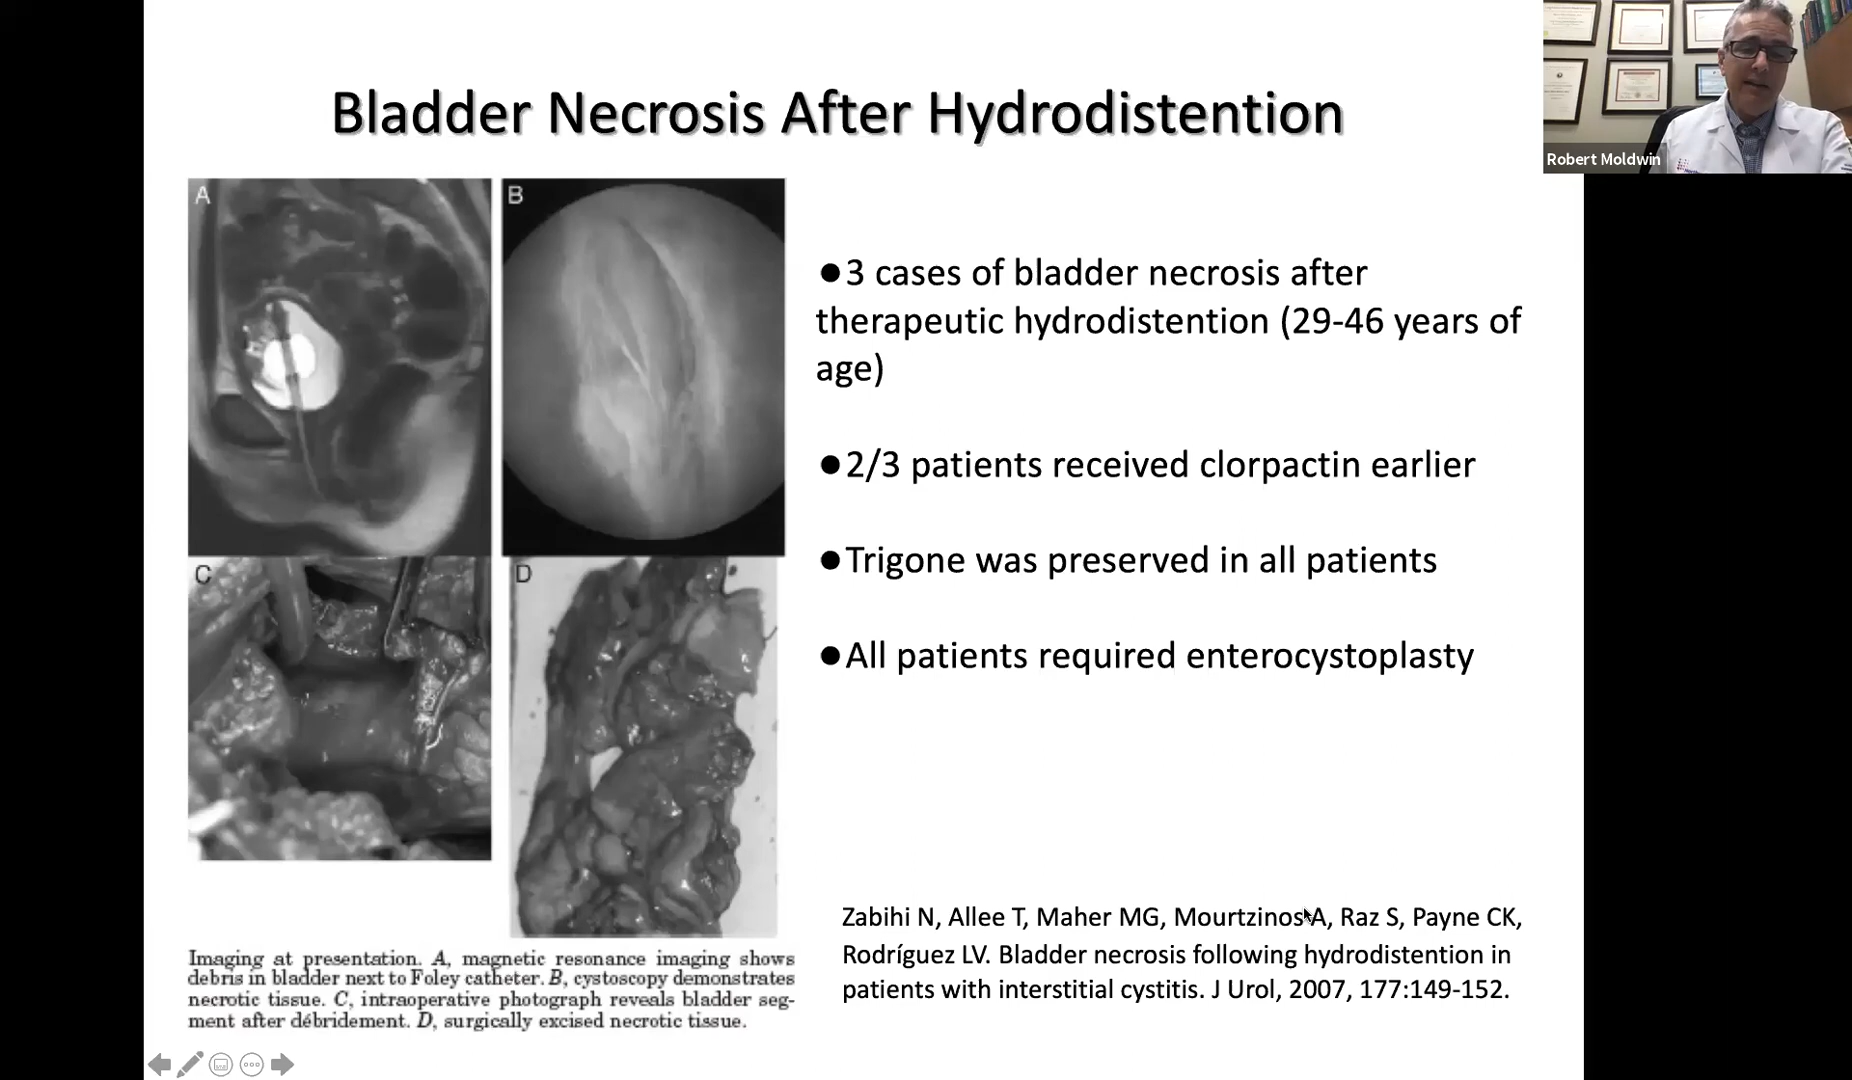 Bladder Necrosis After Hydrodistention
Robert Moldwin
A
B
C
D
●3 cases of bladder necrosis after
therapeutic hydrodistention (29-46 years of
age)
●2/3 patients received clorpactin earlier
●Trigone was preserved in all patients
●All patients required enterocystoplasty
Zabihi N, Allee T, Maher MG, Mourtzinos A, Raz S, Payne CK,
Rodríguez LV. Bladder necrosis following hydrodistention in
patients with interstitial cystitis. J Urol, 2007, 177:149-152.
Imaging at presentation. A, magnetic resonance imaging shows
debris in bladder next to Foley catheter. B, cystoscopy demonstrates
necrotic tissue. C, intraoperative photograph reveals bladder seg-
ment after débridement. D, surgically excised necrotic tissue.